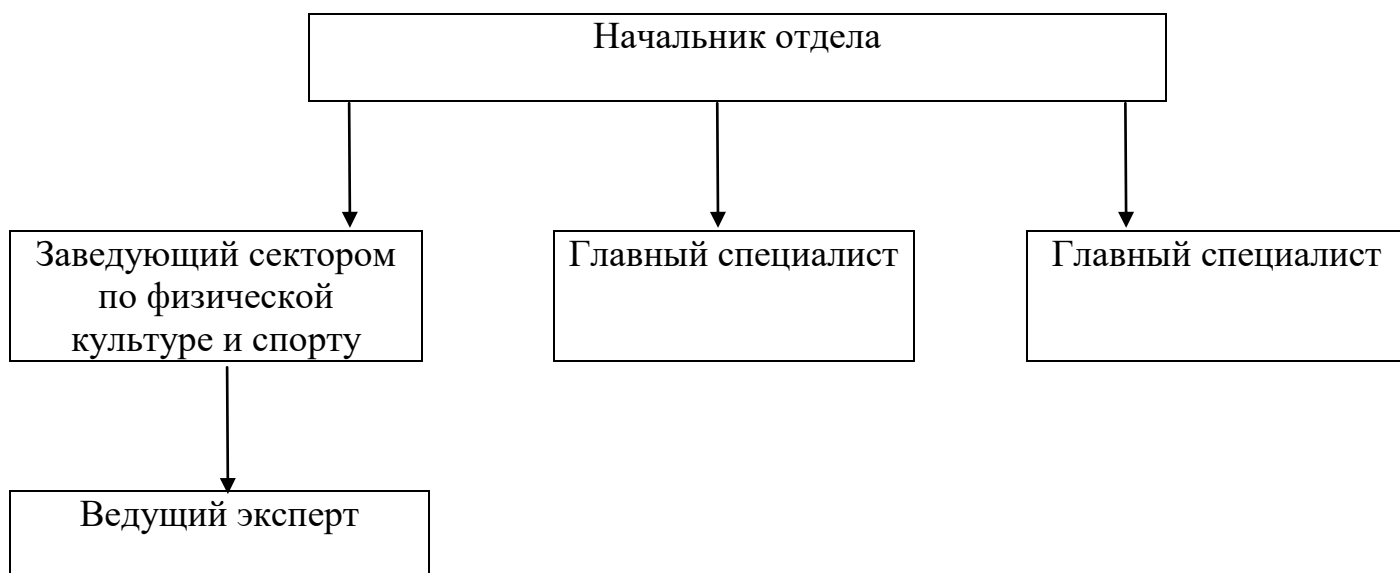 Начальник отдела
Заведующий сектором
по физической
культуре и спорту
Главный специалист
Главный специалист
Ведущий эксперт